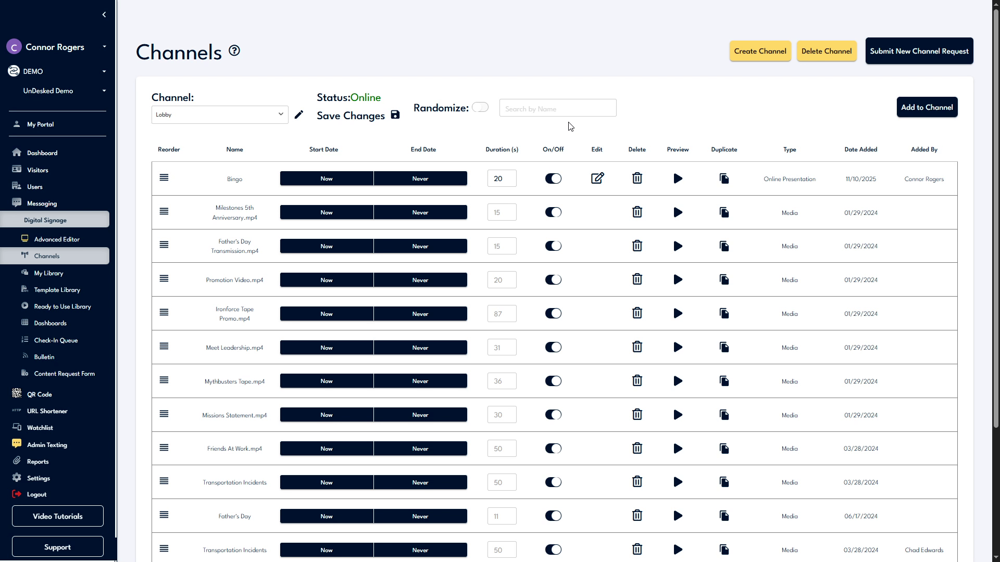 C Connor Rogers
DEMO
UnDesked Demo
My Portal
Dashboard
Visitors
Users
Messaging
Digital Signage
Advanced Editor
Channels
My Library
Template Library
Ready to Use Library
Dashboards
Check-In Queue
Bulletin
Content Request Form
QR Code
HTTP URL Shortener
Watchlist
Admin Texting
Reports
Settings
Logout
Video Tutorials
Support
Channels ?
Create Channel
Delete Channel
Submit New Channel Request
Channel:
Lobby
Status:Online
Save Changes
Randomize:
Search by Name
Add to Channel
Reorder Name Start Date End Date Duration (s) On/Off Edit Delete Preview Duplicate Type Date Added Added By
Bingo Now Never 20 Online Presentation 11/10/2025 Connor Rogers
Milestones 5th
Anniversary.mp4 Now Never 15 Media 01/29/2024
Father's Day
Transmission.mp4 Now Never 15 Media 01/29/2024
Promotion Video.mp4 Now Never 20 Media 01/29/2024
Ironforce Tape
Promo.mp4 Now Never 87 Media 01/29/2024
Meet Leadership.mp4 Now Never 31 Media 01/29/2024
Mythbusters Tape.mp4 Now Never 36 Media 01/29/2024
Missions Statement.mp4 Now Never 30 Media 01/29/2024
Friends At Work.mp4 Now Never 50 Media 03/28/2024
Transportation Incidents Now Never 50 Media 03/28/2024
Father's Day Now Never 11 Media 06/17/2024
Transportation Incidents Now Never 50 Media 03/28/2024 Chad Edwards